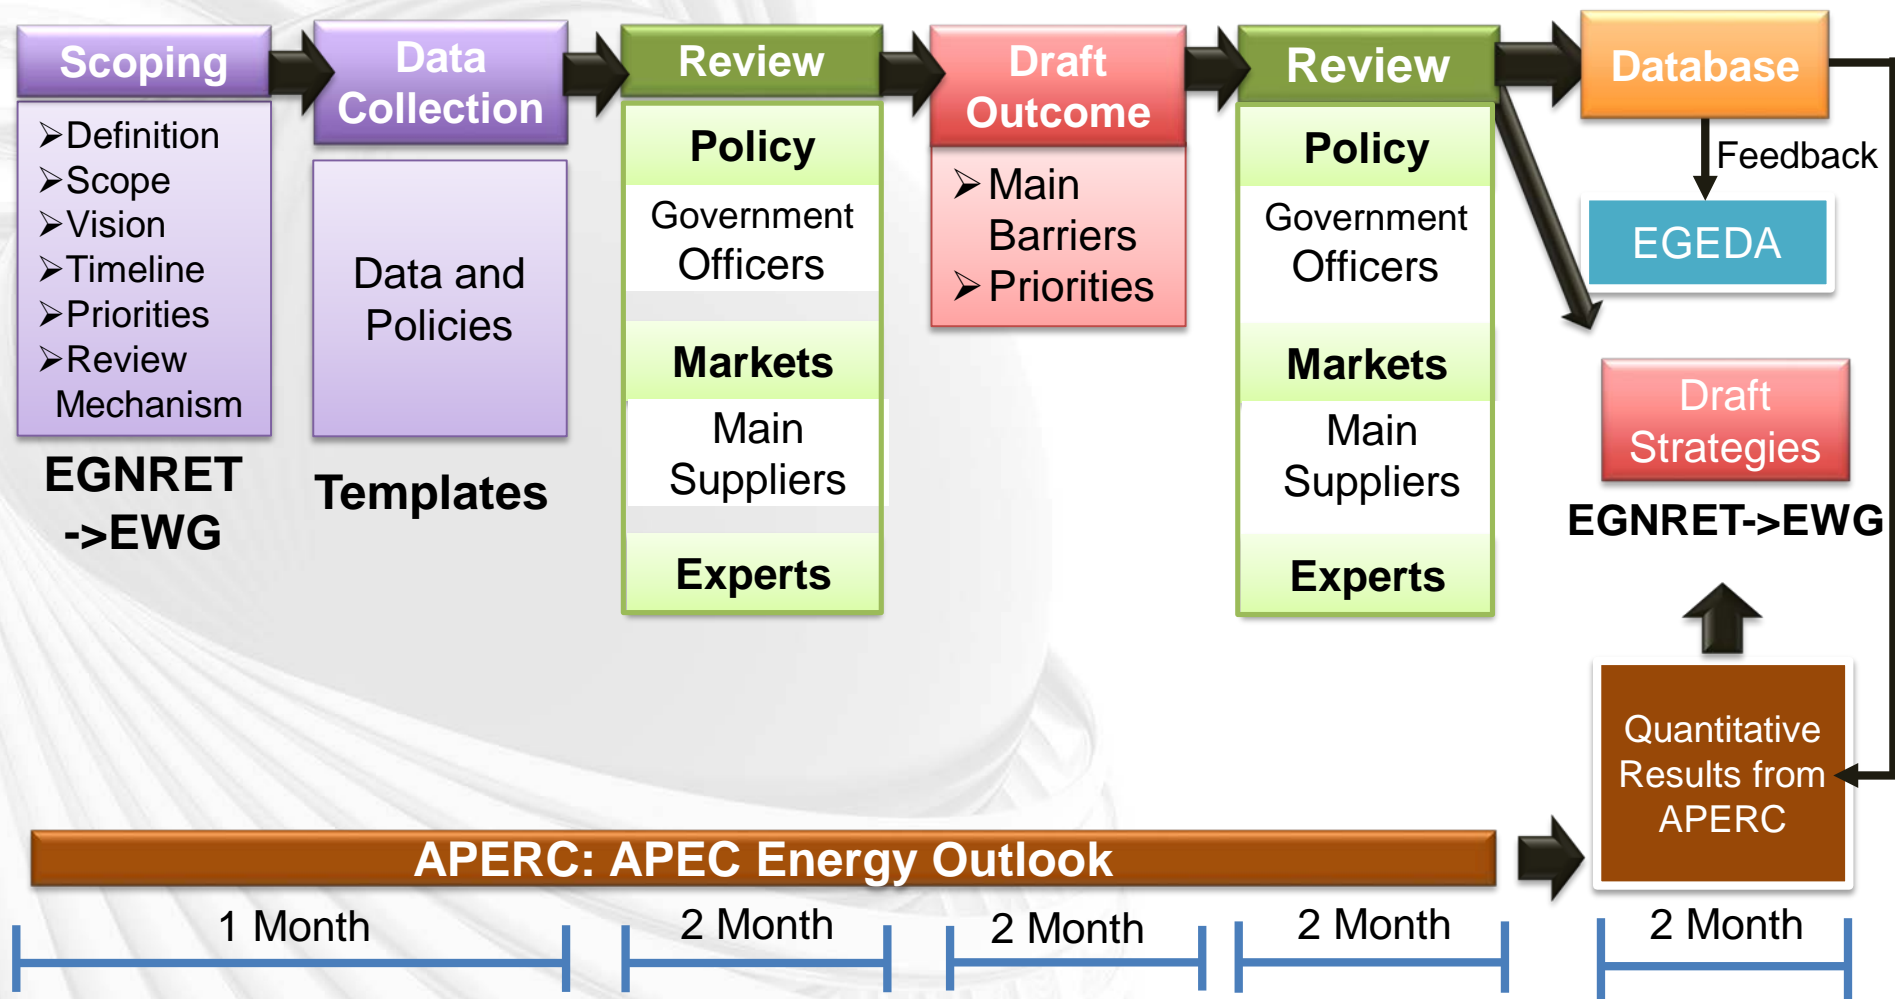 Scoping
➢Definition
➢Scope
➢Vision
➢Timeline
➢Priorities
➢Review
Mechanism
EGNRET
->EWG
Data
Collection
Data and
Policies
Templates
Review
Policy
Government
Officers
Markets
Main
Suppliers
Experts
Draft
Outcome
➢Main
Barriers
➢Priorities
Review
Policy
Government
Officers
Markets
Main
Suppliers
Experts
Database
Feedback
EGEDA
Draft
Strategies
EGNRET->EWG
Quantitative
Results from
APERC
APERC: APEC Energy Outlook
1 Month
2 Month
2 Month
2 Month
2 Month